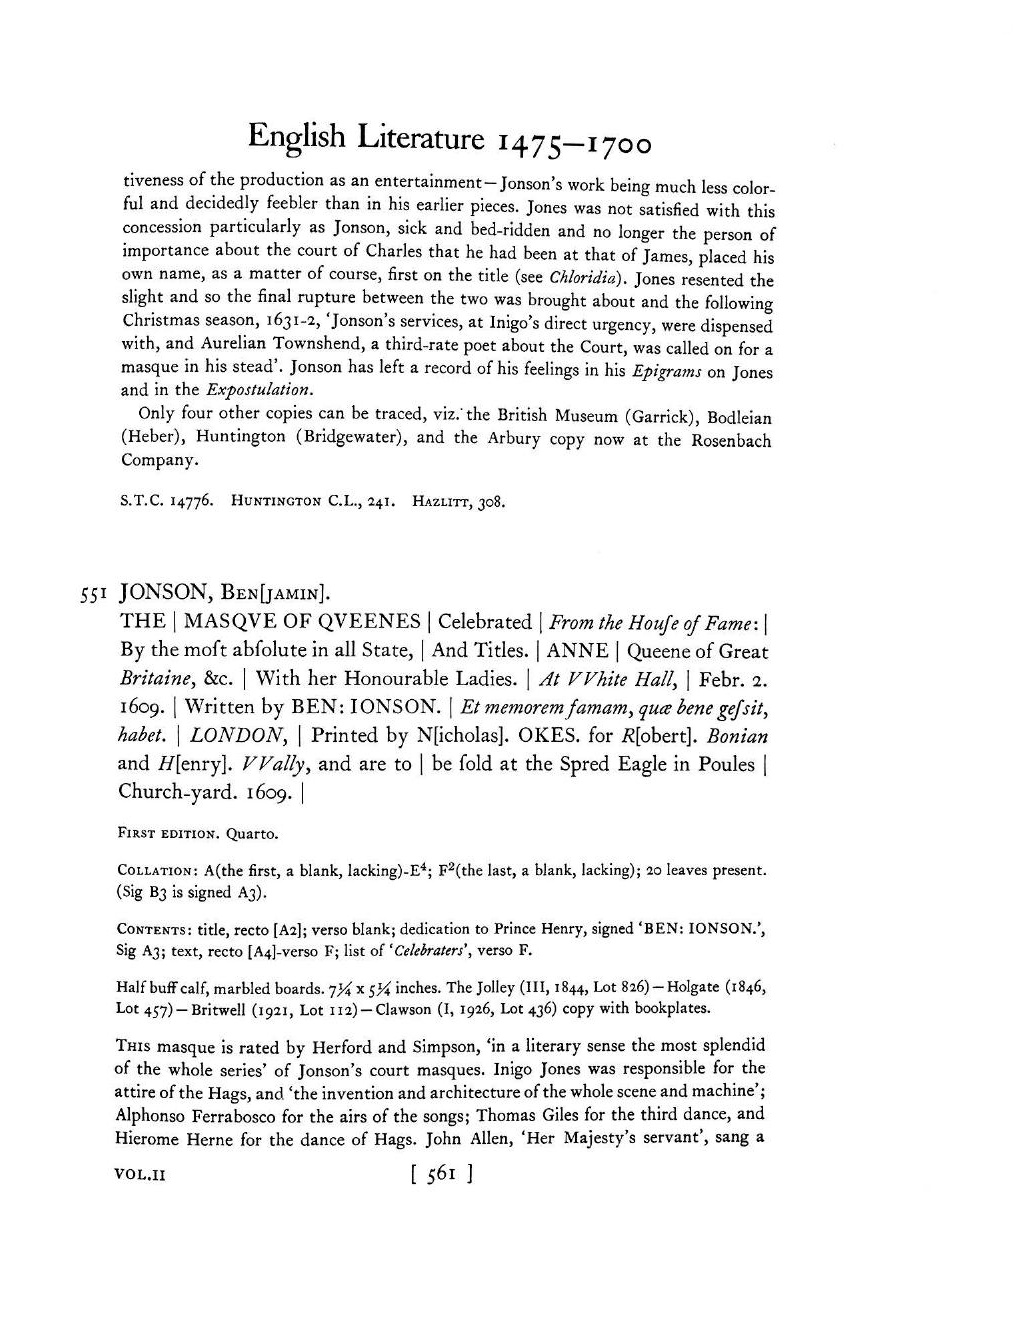 English Literature 1475—1700
tiveness of the production as an entertainment—Jonson's work being much less color-
ful and decidedly feebler than in his earlier pieces. Jones was not satisfied with this
concession particularly as Jonson, sick and bed-ridden and no longer the person of
importance about the court of Charles that he had been at that of James, placed his
own name, as a matter of course, first on the title (see Chloridia). Jones resented the
slight and so the final rupture between the two was brought about and the following
Christmas season, 1631-2, 'Jonson's services, at Inigo's direct urgency, were dispensed
with, and Aurelian Townshend, a third-rate poet about the Court, was called on for a
masque in his stead'. Jonson has left a record of his feelings in his Epigrams on Jones
and in the Expostulation.
Only four other copies can be traced, viz. the British Museum (Garrick), Bodleian
(Heber), Huntington (Bridgewater), and the Arbury copy now at the Rosenbach
Company.
S.T.C. 14776. HUNTINGTON C.L., 241. HAZLITT, 308.
551 JONSON, BEN[JAMIN].
THE | MASQVE OF QVEENES | Celebrated | From the Houſe of Fame: |
By the moſt abſolute in all State, | And Titles. | ANNE | Queene of Great
Britaine, &c. | With her Honourable Ladies. | At VVhite Hall, | Febr. 2.
1609. | Written by BEN: IONSON. | Et memorem famam, quæ bene geſsit,
habet. | LONDON, | Printed by N[icholas]. OKES. for R[obert]. Bonian
and H[enry]. VVally, and are to | be ſold at the Spred Eagle in Poules |
Church-yard. 1609. |
FIRST EDITION. Quarto.
COLLATION: A(the first, a blank, lacking)-E⁴; F²(the last, a blank, lacking); 20 leaves present.
(Sig B3 is signed A3).
CONTENTS: title, recto [A2]; verso blank; dedication to Prince Henry, signed 'BEN: IONSON.',
Sig A3; text, recto [A4]-verso F; list of 'Celebraters', verso F.
Half buff calf, marbled boards. 7¼ x 5¼ inches. The Jolley (III, 1844, Lot 826)—Holgate (1846,
Lot 457)—Britwell (1921, Lot 112)—Clawson (I, 1926, Lot 436) copy with bookplates.
THIS masque is rated by Herford and Simpson, 'in a literary sense the most splendid
of the whole series' of Jonson's court masques. Inigo Jones was responsible for the
attire of the Hags, and 'the invention and architecture of the whole scene and machine';
Alphonso Ferrabosco for the airs of the songs; Thomas Giles for the third dance, and
Hierome Herne for the dance of Hags. John Allen, 'Her Majesty's servant', sang a
VOL.II [ 561 ]